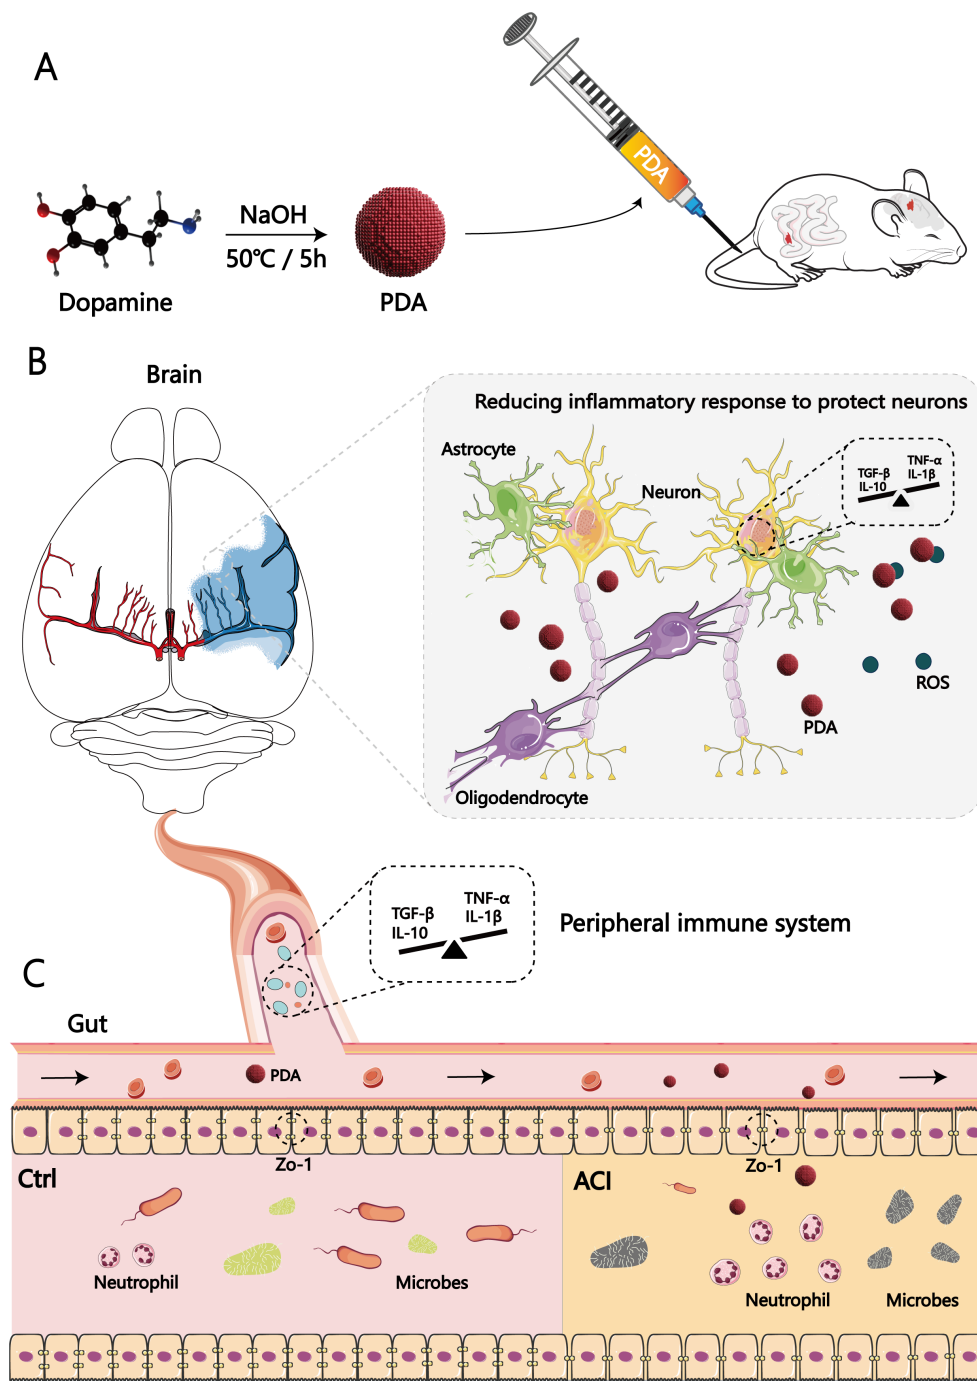 A
PDA
NaOH
50℃ / 5h
Dopamine
PDA
B
Brain
Reducing inflammatory response to protect neurons
Astrocyte
Neuron
TGF-β
IL-10
TNF-α
IL-1β
ROS
PDA
Oligodendrocyte
TGF-β
IL-10
TNF-α
IL-1β
Peripheral immune system
C
Gut
PDA
Zo-1
Zo-1
Ctrl
ACI
Neutrophil
Microbes
Neutrophil
Microbes